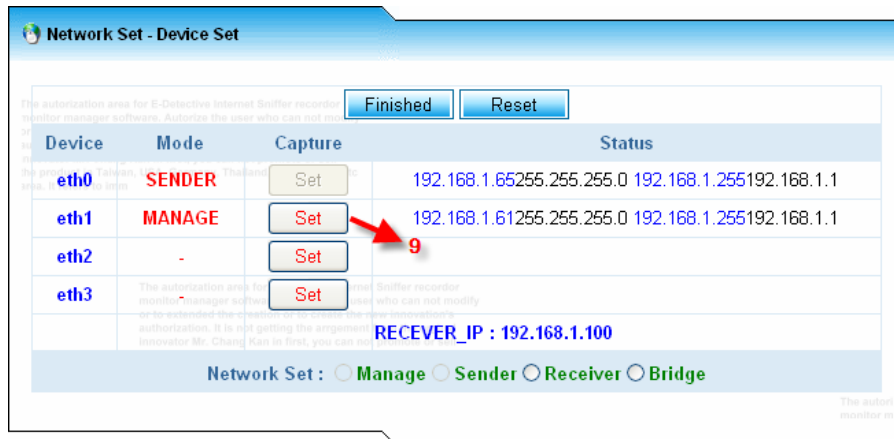 Network Set - Device Set
Finished Reset
Device Mode Capture Status
eth0 SENDER Set 192.168.1.65255.255.255.0 192.168.1.255192.168.1.1
eth1 MANAGE Set 192.168.1.61255.255.255.0 192.168.1.255192.168.1.1
9
eth2 - Set
eth3 - Set
RECEVER_IP : 192.168.1.100
Network Set : Manage Sender Receiver Bridge